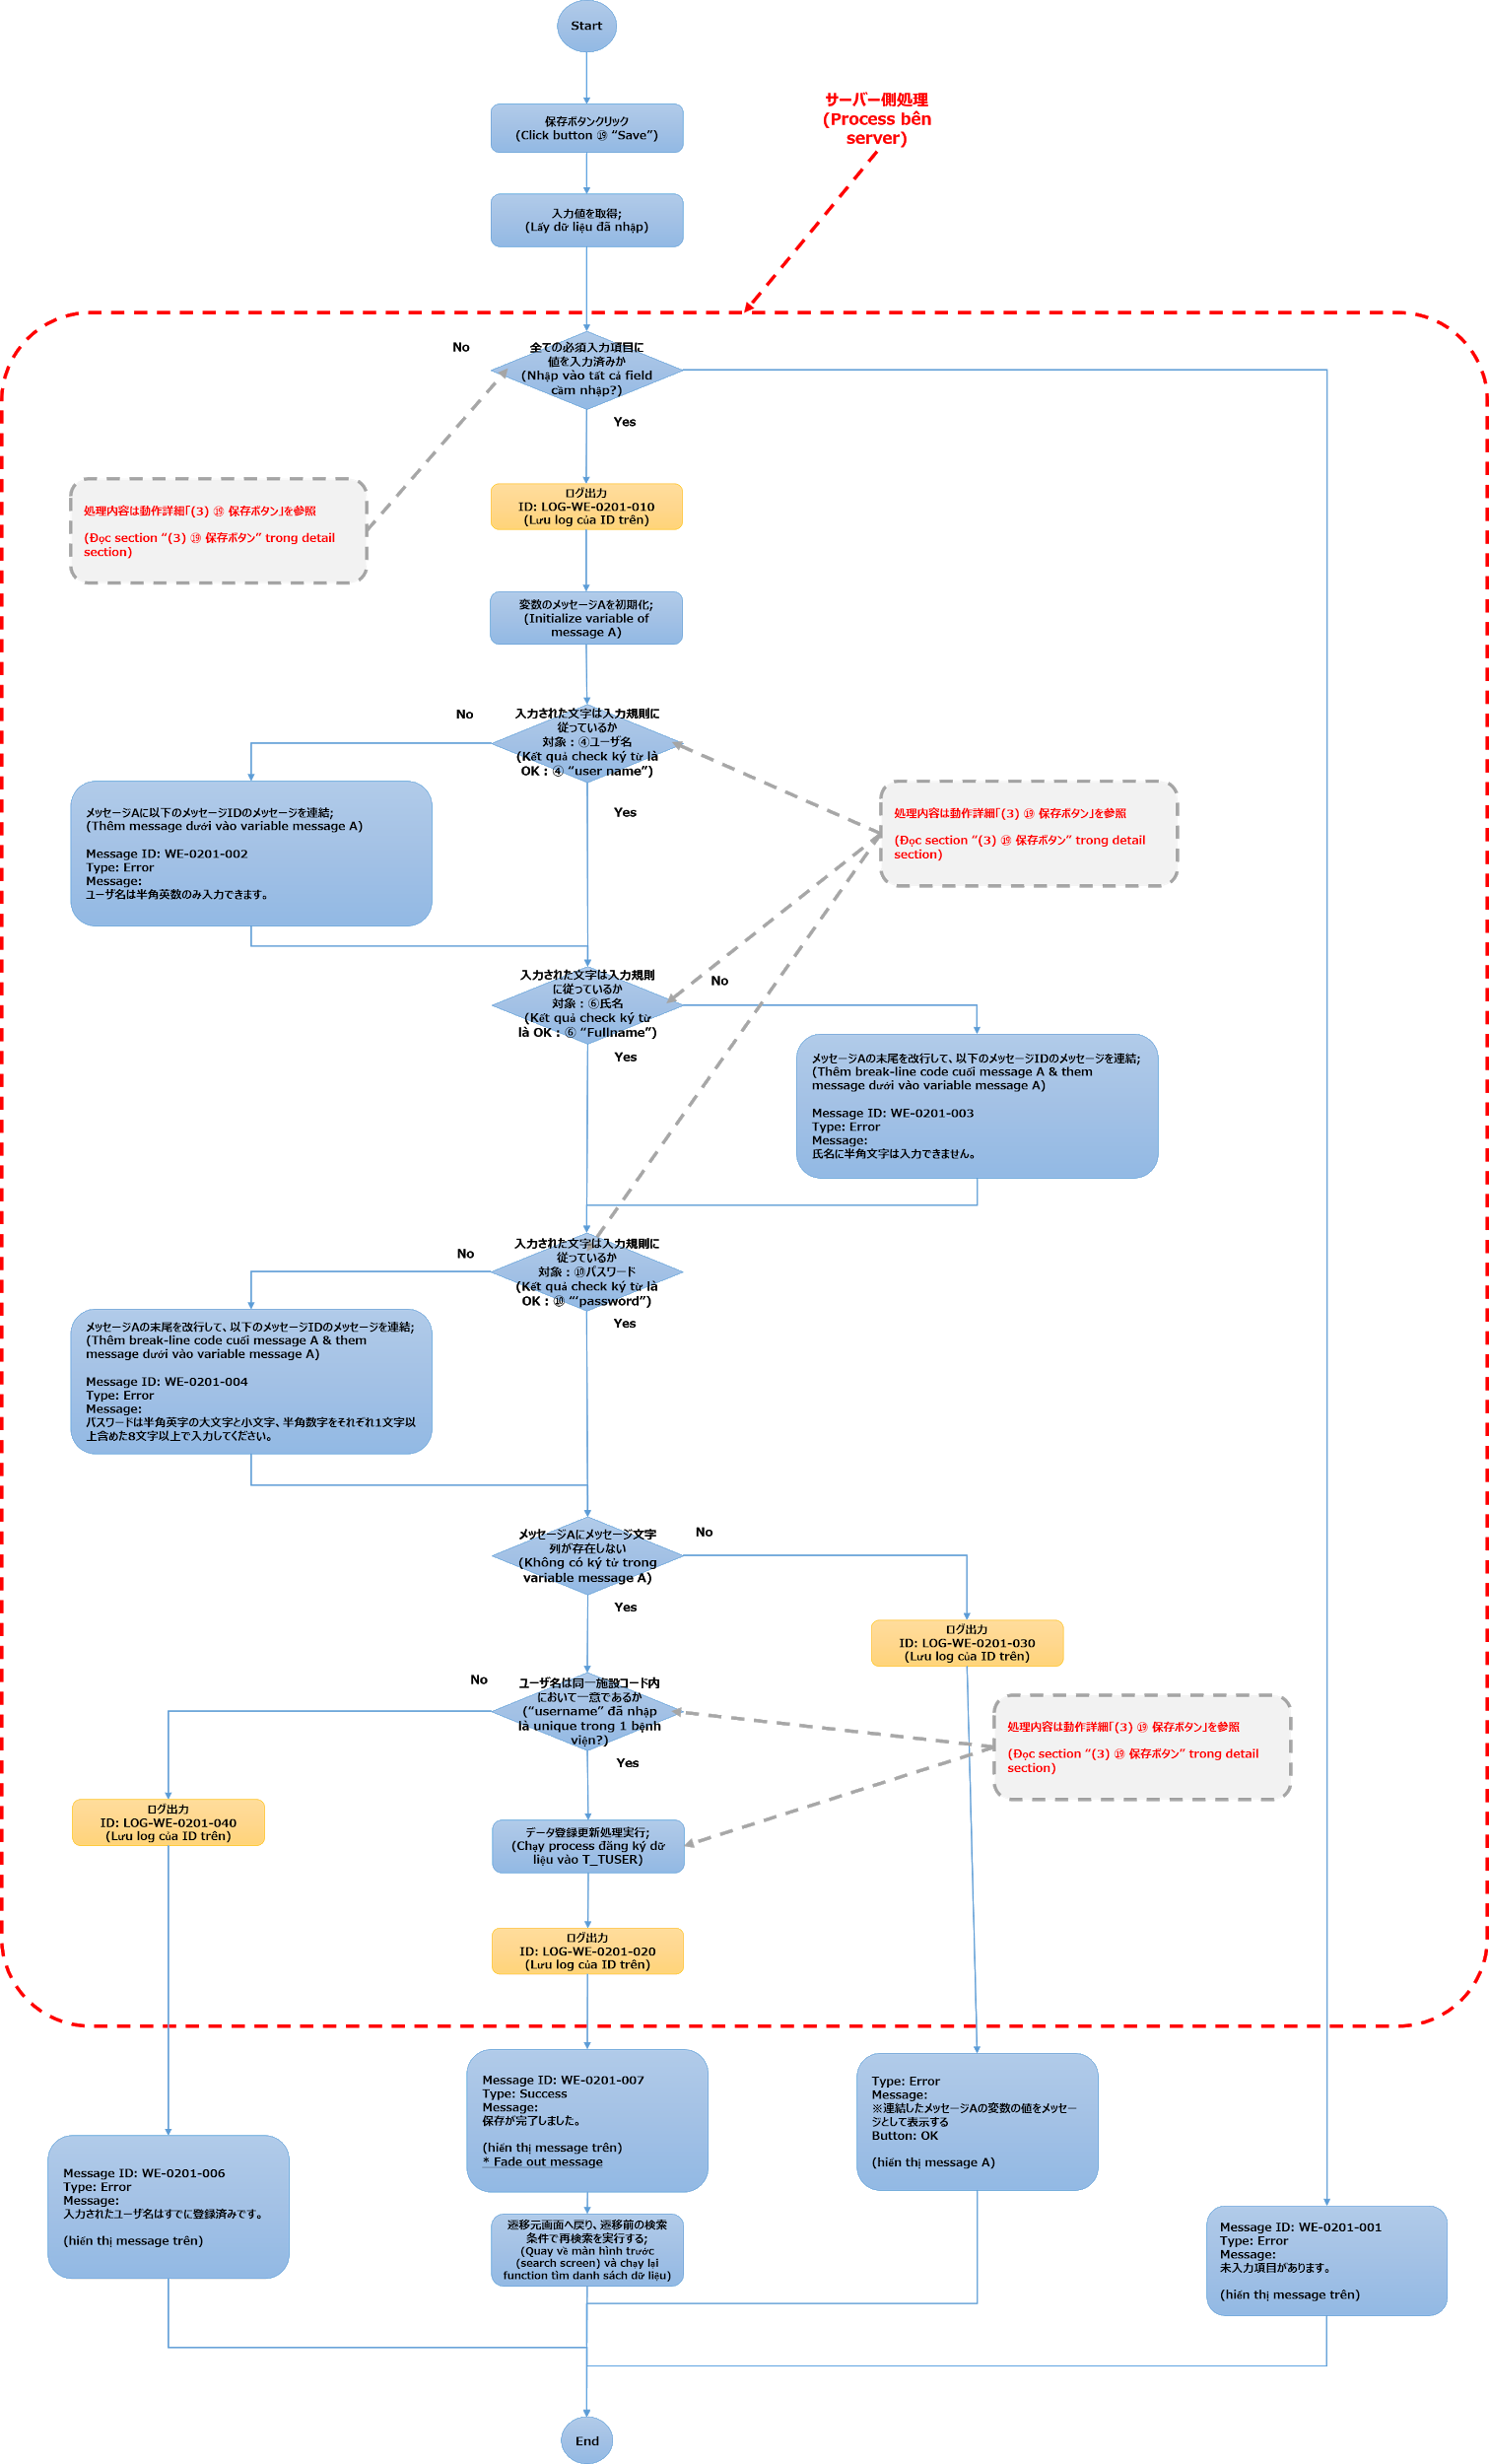 Start
保存ボタンクリック
(Click button ⑲ “Save”)
サーバー側処理
(Process bên
server)
入力値を取得;
(Lấy dữ liệu đã nhập)
No
全ての必須入力項目に
値を入力済みか
(Nhập vào tất cả field
cầm nhập?)
Yes
ログ出力
ID: LOG-WE-0201-010
(Lưu log của ID trên)
処理内容は動作詳細「(3) ⑲ 保存ボタン」を参照
(Đọc section “(3) ⑲ 保存ボタン” trong detail
section)
変数のメッセージAを初期化;
(Initialize variable of
message A)
No
入力された文字は入力規則に
従っているか
対象：④ユーザ名
(Kết quả check ký tự là
OK : ④ “user name”)
Yes
メッセージAに以下のメッセージIDのメッセージを連結;
(Thêm message dưới vào variable message A)
Message ID: WE-0201-002
Type: Error
Message:
ユーザ名は半角英数のみ入力できます。
処理内容は動作詳細「(3) ⑲ 保存ボタン」を参照
(Đọc section “(3) ⑲ 保存ボタン” trong detail
section)
入力された文字は入力規則
に従っているか
対象：⑥氏名
(Kết quả check ký tự
là OK : ⑥ “Fullname”)
No
Yes
メッセージAの末尾を改行して、以下のメッセージIDのメッセージを連結;
(Thêm break-line code cuối message A & them
message dưới vào variable message A)
Message ID: WE-0201-003
Type: Error
Message:
氏名に半角文字は入力できません。
No
入力された文字は入力規則に
従っているか
対象：⑩パスワード
(Kết quả check ký tự là
OK : ⑩ “‘password”)
Yes
メッセージAの末尾を改行して、以下のメッセージIDのメッセージを連結;
(Thêm break-line code cuối message A & them
message dưới vào variable message A)
Message ID: WE-0201-004
Type: Error
Message:
パスワードは半角英字の大文字と小文字、半角数字をそれぞれ1文字以
上含めた8文字以上で入力してください。
メッセージAにメッセージ文字
列が存在しない
(Không có ký tử trong
variable message A)
No
Yes
ログ出力
ID: LOG-WE-0201-030
(Lưu log của ID trên)
No
ユーザ名は同一施設コード内
において一意であるか
(“username” đã nhập
là unique trong 1 bệnh
viện?)
Yes
処理内容は動作詳細「(3) ⑲ 保存ボタン」を参照
(Đọc section “(3) ⑲ 保存ボタン” trong detail
section)
ログ出力
ID: LOG-WE-0201-040
(Lưu log của ID trên)
データ登録更新処理実行;
(Chạy process đăng ký dữ
liệu vào T_TUSER)
ログ出力
ID: LOG-WE-0201-020
(Lưu log của ID trên)
Message ID: WE-0201-007
Type: Success
Message:
保存が完了しました。
(hiển thị message trên)
* Fade out message
Type: Error
Message:
※連結したメッセージAの変数の値をメッセー
ジとして表示する
Button: OK
(hiển thị message A)
Message ID: WE-0201-006
Type: Error
Message:
入力されたユーザ名はすでに登録済みです。
(hiển thị message trên)
遷移元画面へ戻り、遷移前の検索
条件で再検索を実行する;
(Quay về màn hình trước
(search screen) và chạy lại
function tìm danh sách dữ liệu)
Message ID: WE-0201-001
Type: Error
Message:
未入力項目があります。
(hiển thị message trên)
End